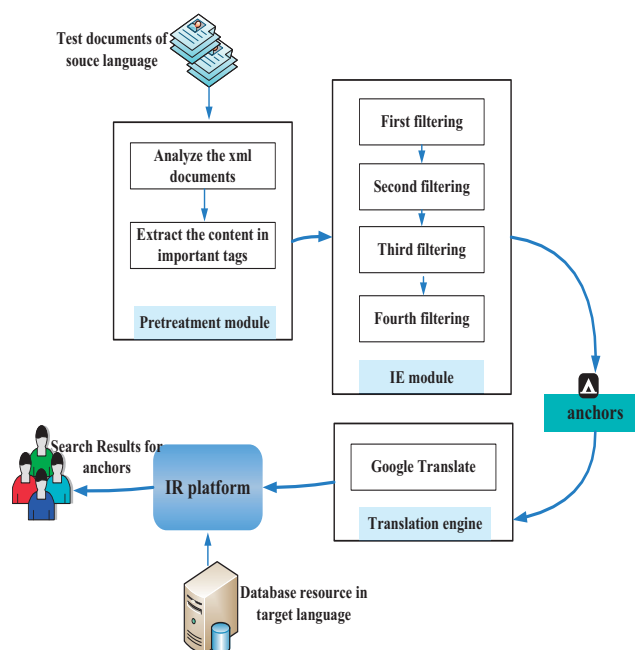 Test documents of
souce language
Analyze the xml
documents
Extract the content in
important tags
Pretreatment module
First filtering
Second filtering
Third filtering
Fourth filtering
IE module
anchors
Google Translate
Translation engine
IR platform
Search Results for
anchors
Database resource in
target language